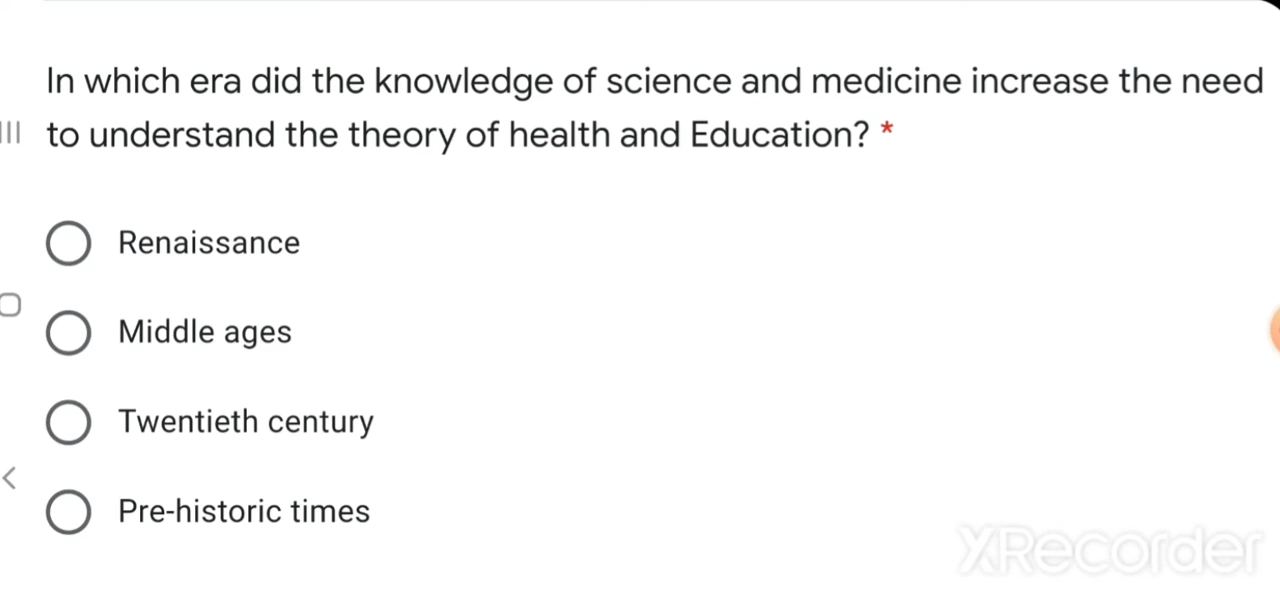 In which era did the knowledge of science and medicine increase the need
to understand the theory of health and Education? *
Renaissance
Middle ages
Twentieth century
Pre-historic times
XRecorder